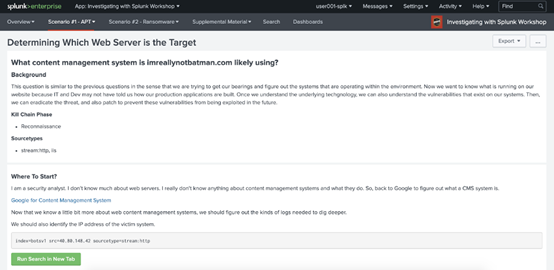 splunk>enterprise App: Investigating with Splunk Workshop user001-splk Messages Settings Activity Help Find
Overview Scenario #1 - APT Scenario #2 - Ransomware Supplemental Material Search Dashboards Investigating with Splunk Workshop
Determining Which Web Server is the Target Export ...
What content management system is imreallynotbatman.com likely using?
Background
This question is similar to the previous questions in the sense that we are trying to get our bearings and figure out the systems that are operating within the environment. Now we want to know what is running on our
website because IT and Dev may not have told us how our production applications are built. Once we understand the underlying technology, we can also understand the vulnerabilities that exist on our systems. Then,
we can eradicate the threat, and also patch to prevent these vulnerabilities from being exploited in the future.
Kill Chain Phase
• Reconnaissance
Sourcetypes
• stream:http, iis
Where To Start?
I am a security analyst. I don't know much about web servers, I really don't know anything about content management systems and what they do. So, back to Google to figure out what a CMS system is.
Google for Content Management System
Now that we know a little bit more about web content management systems, we should figure out the kinds of logs needed to dig deeper.
We should also identify the IP address of the victim system.
index=botsv1 src=40.80.148.42 sourcetype=stream:http
Run Search in New Tab